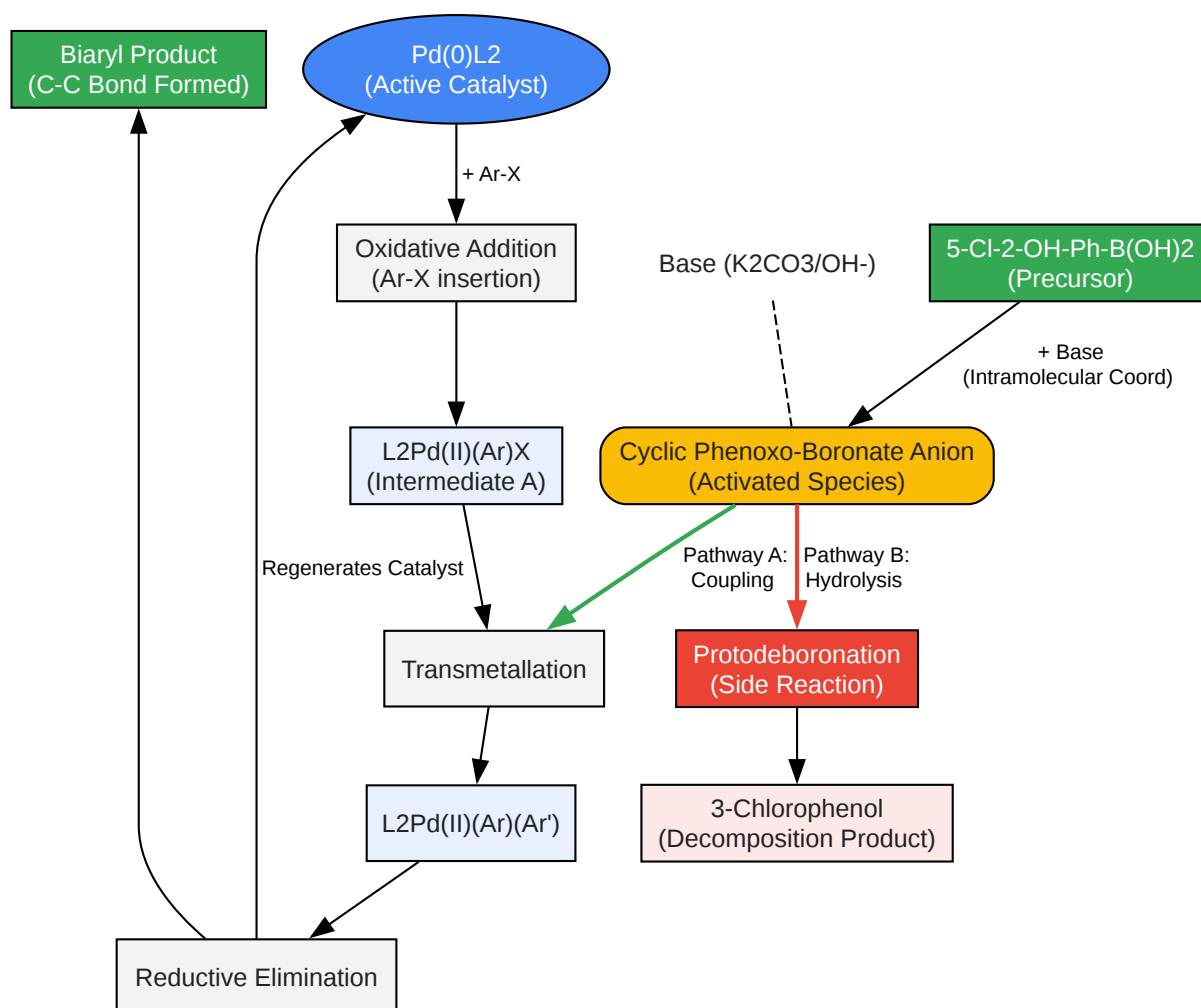 Biaryl Product
(C-C Bond Formed)
Pd(0)L2
(Active Catalyst)
+ Ar-X
Oxidative Addition
(Ar-X insertion)
Base (K2CO3/OH-)
5-Cl-2-OH-Ph-B(OH)2
(Precursor)
+ Base
(Intramolecular Coord)
L2Pd(II)(Ar)X
(Intermediate A)
Cyclic Phenoxo-Boronate Anion
(Activated Species)
Regenerates Catalyst
Pathway A:
Coupling
Pathway B:
Hydrolysis
Transmetallation
Protodeboronation
(Side Reaction)
L2Pd(II)(Ar)(Ar')
3-Chlorophenol
(Decomposition Product)
Reductive Elimination